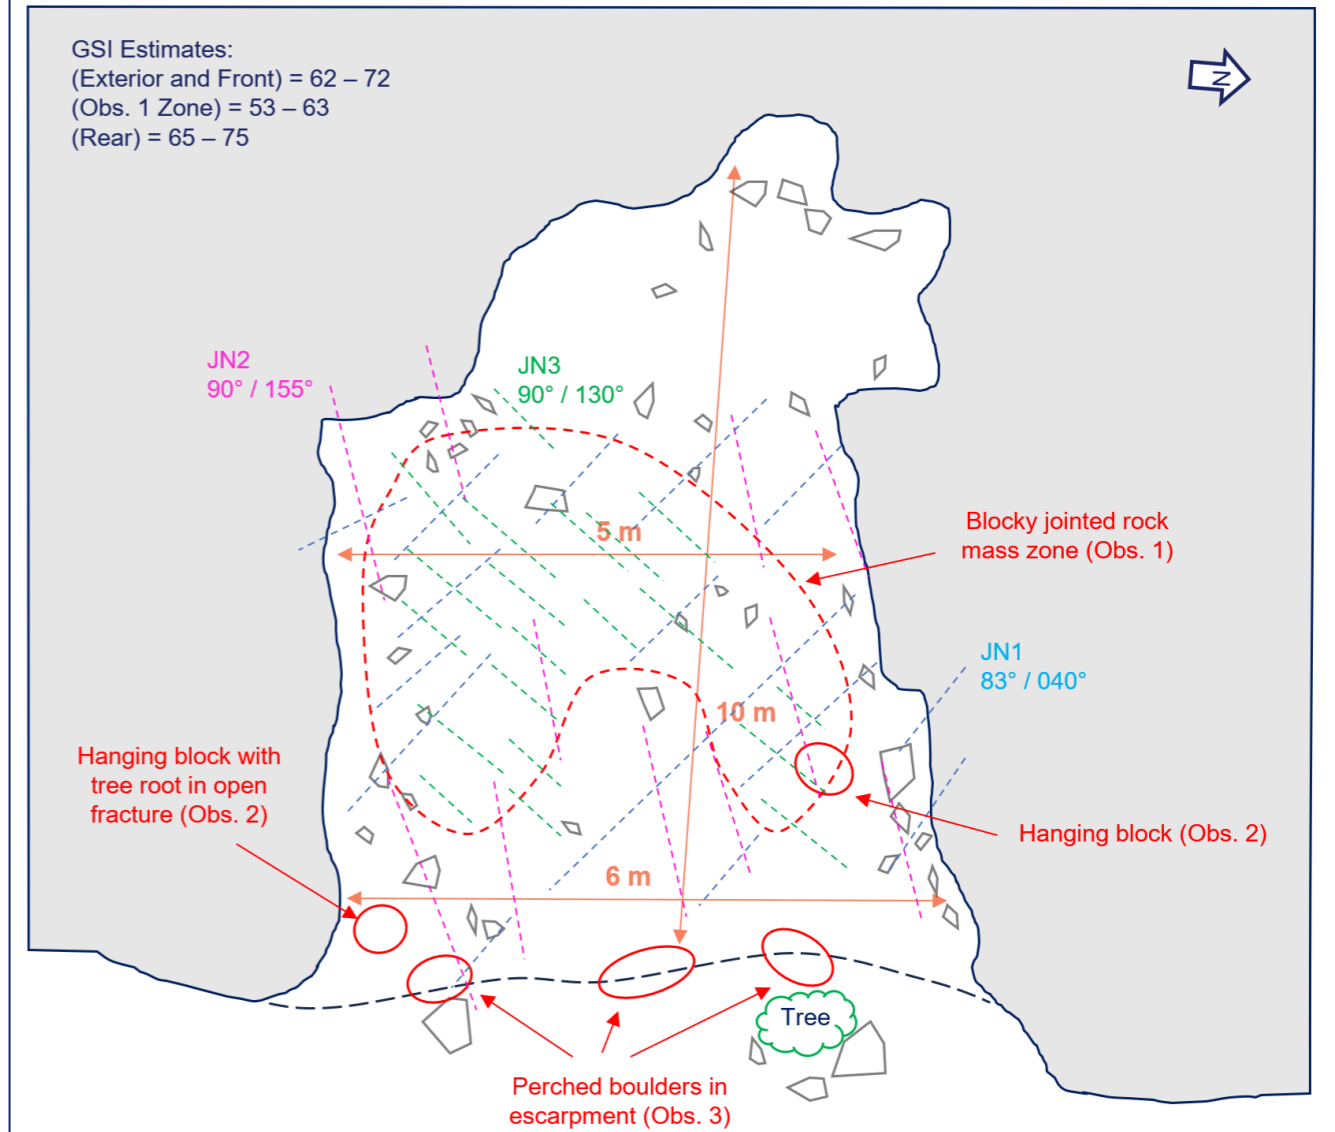 GSI Estimates:
(Exterior and Front) = 62 – 72
(Obs. 1 Zone) = 53 – 63
(Rear) = 65 – 75
N
JN2
90° / 155°
JN3
90° / 130°
5 m
Blocky jointed rock
mass zone (Obs. 1)
JN1
83° / 040°
10 m
Hanging block with
tree root in open
fracture (Obs. 2)
Hanging block (Obs. 2)
6 m
Tree
Perched boulders in
escarpment (Obs. 3)